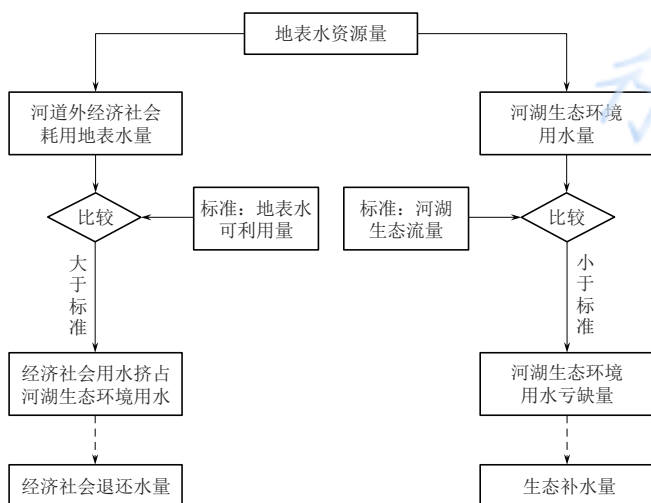 地表水资源量
河道外经济社会
耗用地表水量
河湖生态环境
用水量
比较
标准：地表水
可利用量
标准：河湖
生态流量
比较
大于标准
小于标准
经济社会用水挤占
河湖生态环境用水
河湖生态环境
用水亏缺量
经济社会退还水量
生态补水量